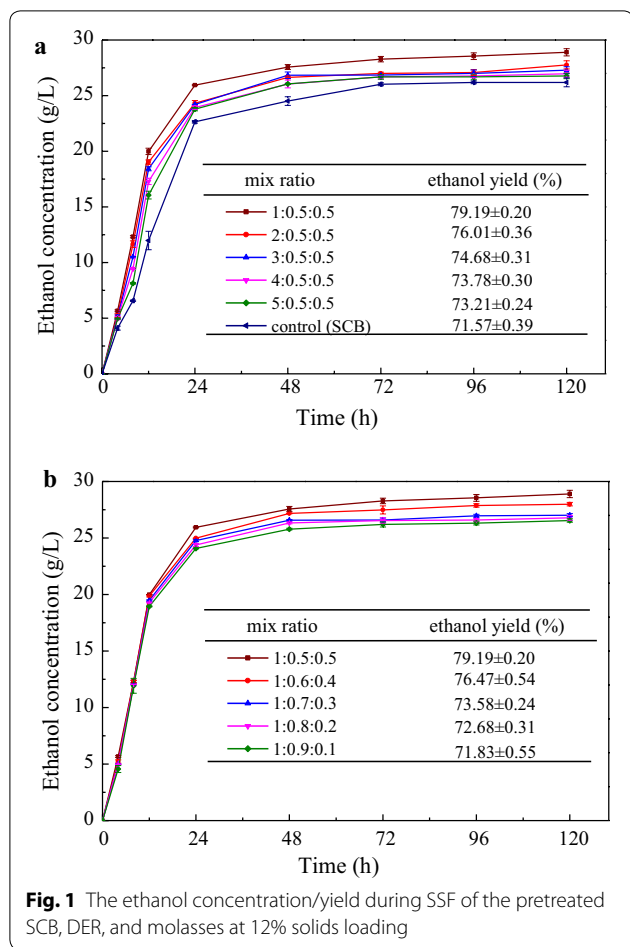 a
30
25
20
15
10
5
0
Ethanol concentration (g/L)
mix ratio ethanol yield (%)
1:0.5:0.5 79.19±0.20
2:0.5:0.5 76.01±0.36
3:0.5:0.5 74.68±0.31
4:0.5:0.5 73.78±0.30
5:0.5:0.5 73.21±0.24
control (SCB) 71.57±0.39
0 24 48 72 96 120
Time (h)
b
30
25
20
15
10
5
0
Ethanol concentration (g/L)
mix ratio ethanol yield (%)
1:0.5:0.5 79.19±0.20
1:0.6:0.4 76.47±0.54
1:0.7:0.3 73.58±0.24
1:0.8:0.2 72.68±0.31
1:0.9:0.1 71.83±0.55
0 24 48 72 96 120
Time (h)
Fig. 1 The ethanol concentration/yield during SSF of the pretreated
SCB, DER, and molasses at 12% solids loading